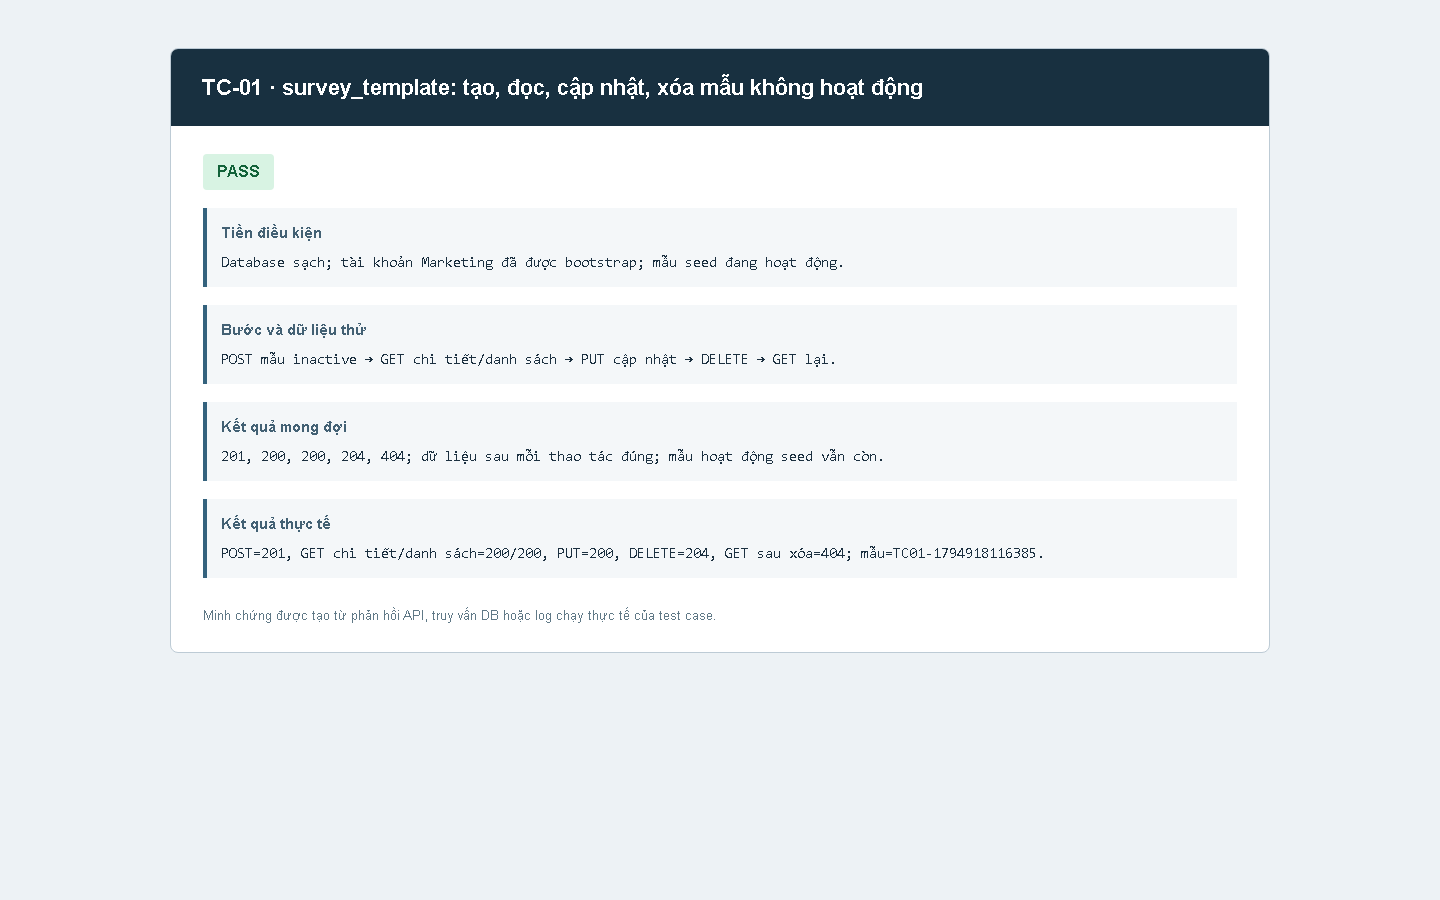 TC-01 · survey_template: tạo, đọc, cập nhật, xóa mẫu không hoạt động
PASS
Tiền điều kiện
Database sạch; tài khoản Marketing đã được bootstrap; mẫu seed đang hoạt động.
Bước và dữ liệu thử
POST mẫu inactive → GET chi tiết/danh sách → PUT cập nhật → DELETE → GET lại.
Kết quả mong đợi
201, 200, 200, 204, 404; dữ liệu sau mỗi thao tác đúng; mẫu hoạt động seed vẫn còn.
Kết quả thực tế
POST=201, GET chi tiết/danh sách=200/200, PUT=200, DELETE=204, GET sau xóa=404; mẫu=TC01-1794918116385.
Minh chứng được tạo từ phản hồi API, truy vấn DB hoặc log chạy thực tế của test case.